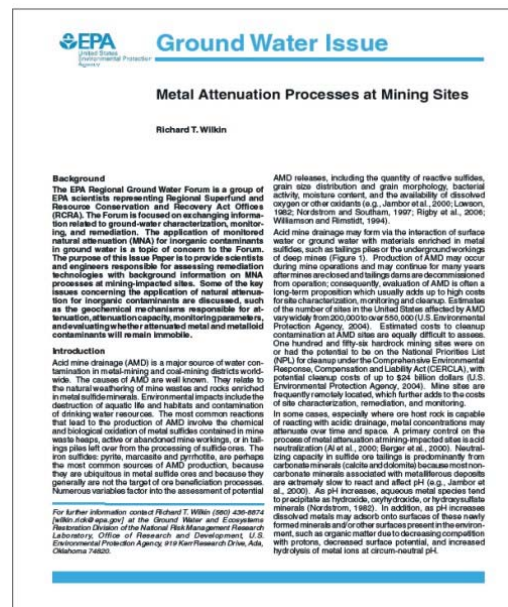 EPA
United States
Environmental Protection
Agency
Ground Water Issue
Metal Attenuation Processes at Mining Sites
Richard T. Wilkin
Background
The EPA Regional Ground Water Forum is a group of
EPA scientists representing Regional Superfund and
Resource Conservation and Recovery Act Offices
(RCRA). The Forum is focused on exchanging informa-
tion related to ground-water characterization, monitor-
ing, and remediation. The application of monitored
natural attenuation (MNA) for inorganic contaminants
in ground water is a topic of concern to the Forum.
The purpose of this Issue Paper is to provide scientists
and engineers responsible for assessing remediation
technologies with background information on MNA
processes at mining-impacted sites. Some of the key
issues concerning the application of natural attenua-
tion for inorganic contaminants are discussed, such
as the geochemical mechanisms responsible for at-
tenuation, attenuation capacity, monitoring parameters,
and evaluating whether attenuated metal and metalloid
contaminants will remain immobile.
Introduction
Acid mine drainage (AMD) is a major source of water con-
tamination in metal-mining and coal-mining districts world-
wide. The causes of AMD are well known. They relate to
the natural weathering of mine wastes and rocks enriched
in metal sulfide minerals. Environmental impacts include the
destruction of aquatic life and habitats and contamination
of drinking water resources. The most common reactions
that lead to the production of AMD involve the chemical
and biological oxidation of metal sulfides contained in mine
waste heaps, active or abandoned mine workings, or in tail-
ings piles left over from the processing of sulfide ores. The
iron sulfides: pyrite, marcasite and pyrrhotite, are perhaps
the most common sources of AMD production, because
they are ubiquitous in metal sulfide ores and because they
generally are not the target of ore beneficiation processes.
Numerous variables factor into the assessment of potential
For further information contact Richard T. Wilkin (580) 436-8874
[wilkin.rick@epa.gov] at the Ground Water and Ecosystems
Restoration Division of the National Risk Management Research
Laboratory, Office of Research and Development, U.S.
Environmental Protection Agency, 919 Kerr Research Drive, Ada,
Oklahoma 74820.
AMD releases, including the quantity of reactive sulfides,
grain size distribution and grain morphology, bacterial
activity, moisture content, and the availability of dissolved
oxygen or other oxidants (e.g., Jambor et al., 2000; Lowson,
1982; Nordstrom and Southam, 1997; Rigby et al., 2006;
Williamson and Rimstidt, 1994).
Acid mine drainage may form via the interaction of surface
water or ground water with materials enriched in metal
sulfides, such as tailings piles or the underground workings
of deep mines (Figure 1). Production of AMD may occur
during mine operations and may continue for many years
after mines are closed and tailings dams are decommissioned
from operation; consequently, evaluation of AMD is often a
long-term proposition which usually adds up to high costs
for site characterization, monitoring and cleanup. Estimates
of the number of sites in the United States affected by AMD
vary widely from 200,000 to over 550,000 (U.S. Environmental
Protection Agency, 2004). Estimated costs to cleanup
contamination at AMD sites are equally difficult to assess.
One hundred and fifty-six hardrock mining sites were on
or had the potential to be on the National Priorities List
(NPL) for cleanup under the Comprehensive Environmental
Response, Compensation and Liability Act (CERCLA), with
potential cleanup costs of up to $24 billion dollars (U.S.
Environmental Protection Agency, 2004). Mine sites are
frequently remotely located, which further adds to the costs
of site characterization, remediation, and monitoring.
In some cases, especially where ore host rock is capable
of reacting with acidic drainage, metal concentrations may
attenuate over time and space. A primary control on the
process of metal attenuation at mining-impacted sites is acid
neutralization (Al et al., 2000; Berger et al., 2000). Neutral-
izing capacity in sulfide ore tailings is predominantly from
carbonate minerals (calcite and dolomite) because most non-
carbonate minerals associated with metalliferous deposits
are extremely slow to react and affect pH (e.g., Jambor et
al., 2000). As pH increases, aqueous metal species tend
to precipitate as hydroxide, oxyhydroxide, or hydroxysulfate
minerals (Nordstrom, 1982). In addition, as pH increases
dissolved metals may adsorb onto surfaces of these newly
formed minerals and/or other surfaces present in the environ-
ment, such as organic matter due to decreasing competition
with protons, decreased surface potential, and increased
hydrolysis of metal ions at circum-neutral pH.